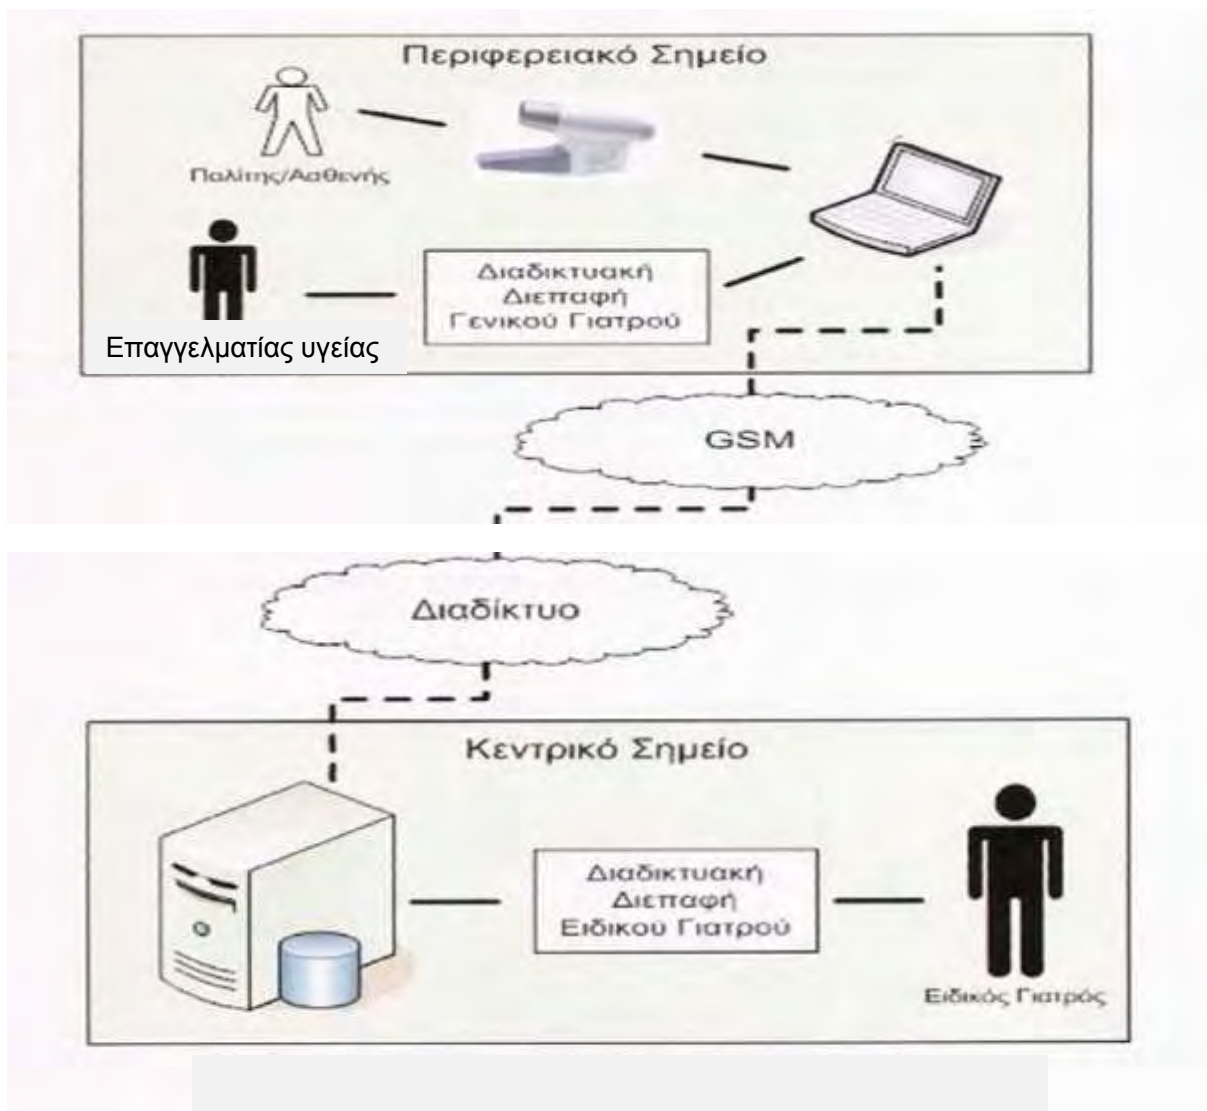 Περιφερειακό Σημείο
Πολίτης/Ασθενής
Διαδικτυακή
Διεπαφή
Γενικού Γιατρού
Επαγγελματίας υγείας
GSM
Διαδίκτυο
Κεντρικό Σημείο
Διαδικτυακή
Διεπαφή
Ειδικού Γιατρού
Ειδικός Γιατρός